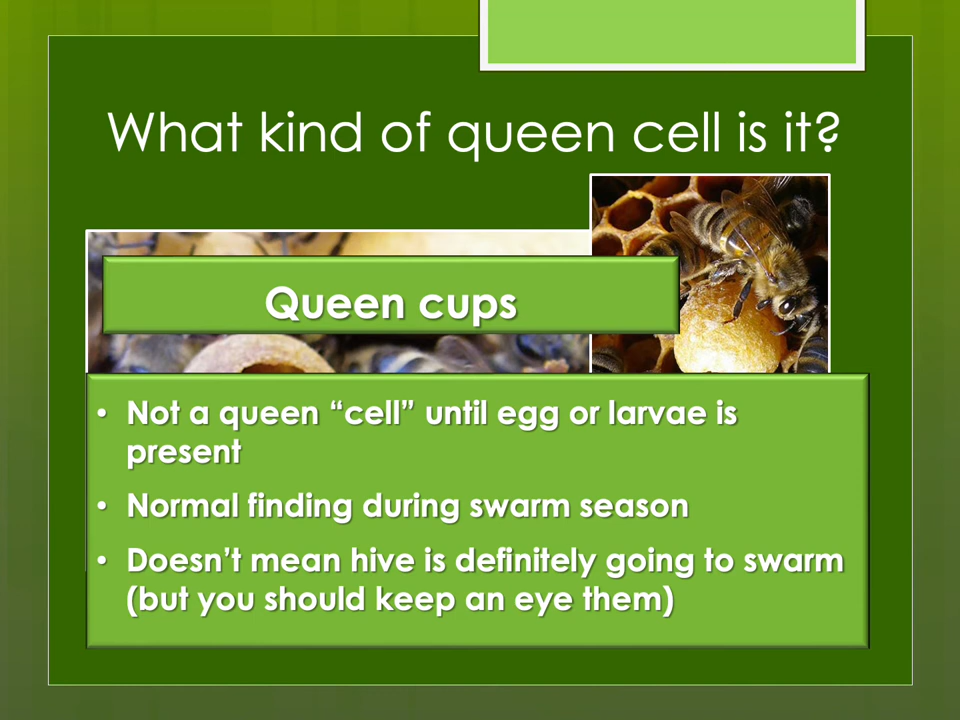 What kind of queen cell is it?
Queen cups
• Not a queen “cell” until egg or larvae is
present
• Normal finding during swarm season
• Doesn’t mean hive is definitely going to swarm
(but you should keep an eye them)